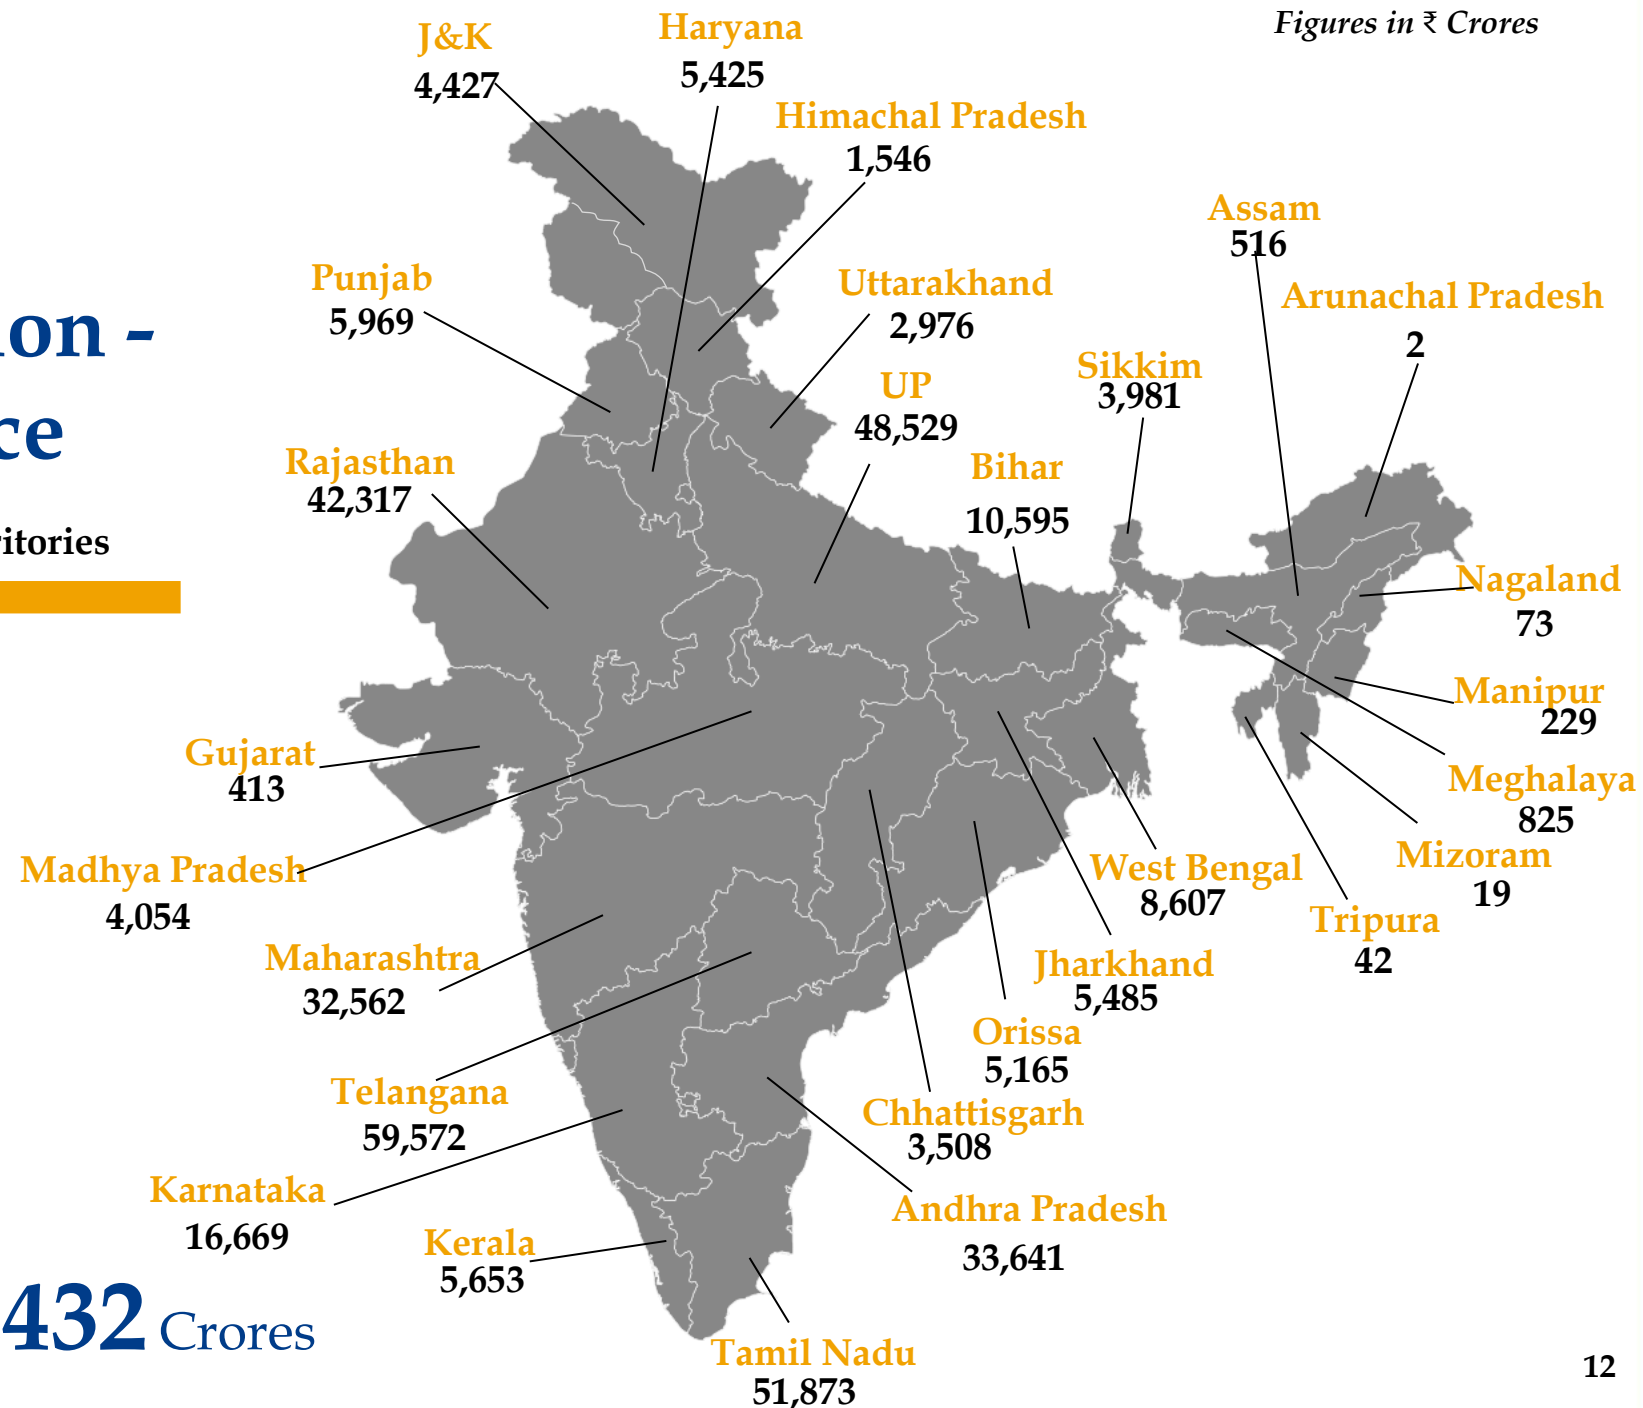 Figures in ₹ Crores
J&K
4,427
Haryana
5,425
Himachal Pradesh
1,546
Assam
516
Arunachal Pradesh
2
Punjab
5,969
Uttarakhand
2,976
ion -
ce
Sikkim
3,981
UP
48,529
Rajasthan
42,317
Bihar
10,595
ritories
Nagaland
73
Manipur
229
Gujarat
413
Meghalaya
825
Madhya Pradesh
4,054
West Bengal
8,607
Mizoram
19
Tripura
42
Maharashtra
32,562
Jharkhand
5,485
Orissa
5,165
Telangana
59,572
Chhattisgarh
3,508
Karnataka
16,669
Andhra Pradesh
33,641
Kerala
5,653
432 Crores
Tamil Nadu
51,873
12